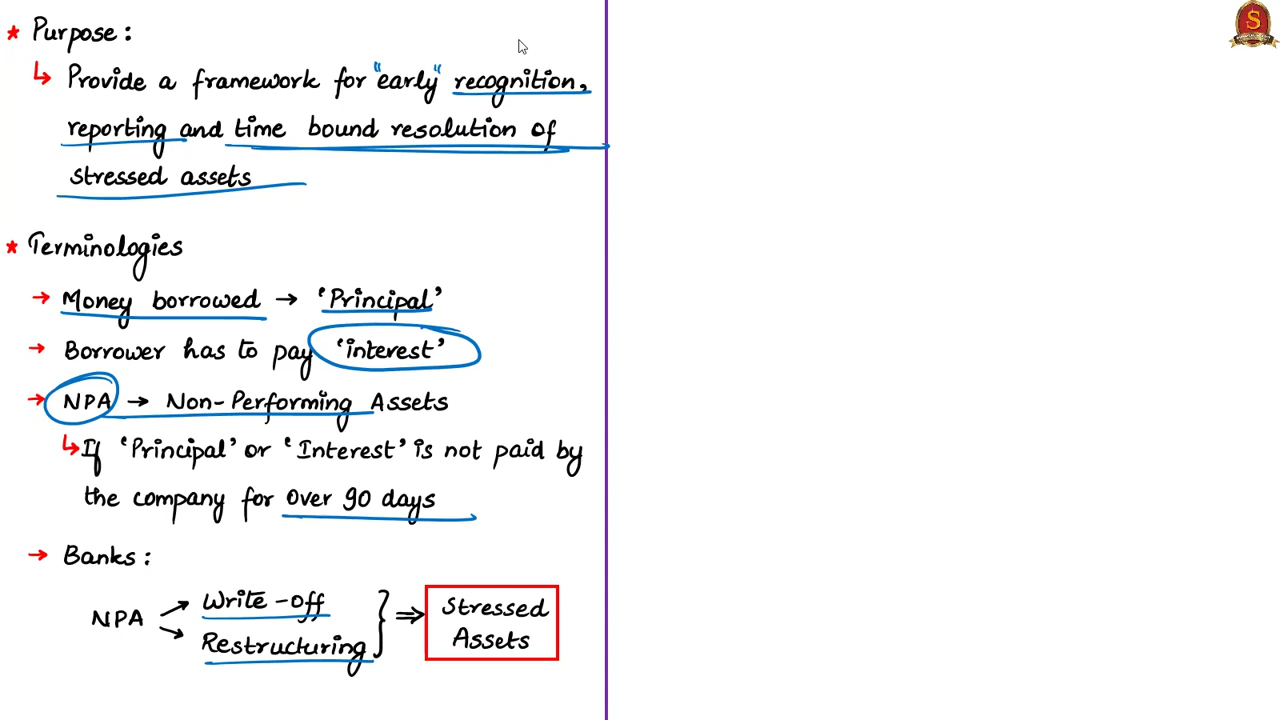 * Purpose:
↳ Provide a framework for "early" recognition,
reporting and time bound resolution of
stressed assets
* Terminologies
→ Money borrowed → 'Principal'
→ Borrower has to pay 'interest'
→ NPA → Non-Performing Assets
↳ If 'Principal' or 'Interest' is not paid by
the company for over 90 days
→ Banks:
NPA → Write-off
→ Restructuring } ⇒ Stressed
Assets
S